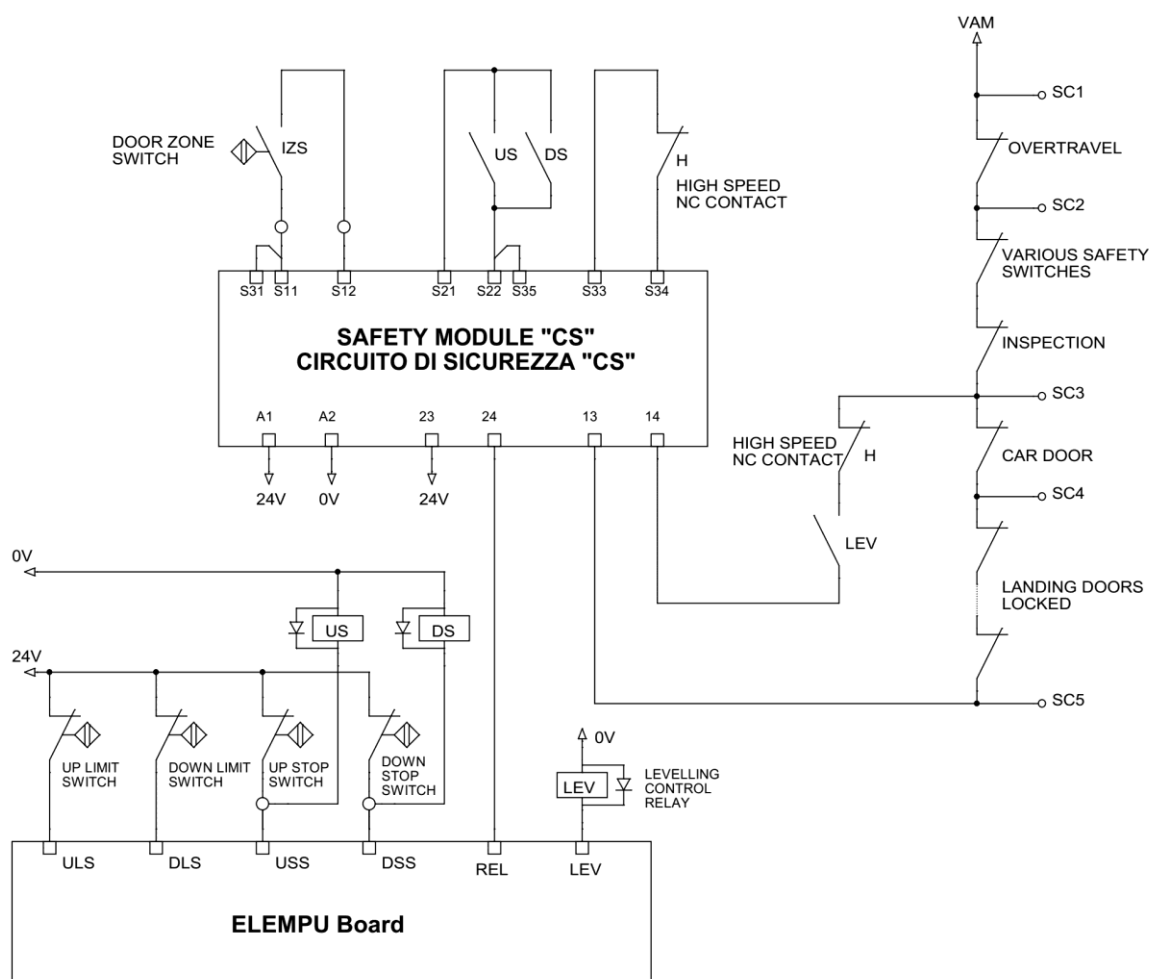 VAM
SC1
DOOR ZONE
SWITCH
IZS
US
DS
H
HIGH SPEED
NC CONTACT
OVERTRAVEL
SC2
VARIOUS SAFETY
SWITCHES
S31
S11
S12
S21
S22
S35
S33
S34
SAFETY MODULE "CS"
CIRCUITO DI SICUREZZA "CS"
INSPECTION
SC3
A1
A2
23
24
13
14
24V
0V
24V
HIGH SPEED
NC CONTACT
H
CAR DOOR
SC4
LEV
LANDING DOORS
LOCKED
SC5
0V
US
DS
24V
UP LIMIT
SWITCH
DOWN LIMIT
SWITCH
UP STOP
SWITCH
DOWN
STOP
SWITCH
0V
LEV
LEVELLING
CONTROL
RELAY
ULS
DLS
USS
DSS
REL
LEV
ELEMPU Board